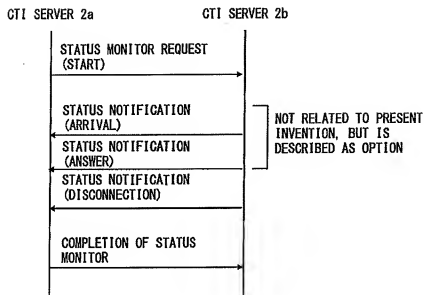 CTI SERVER 2a
CTI SERVER 2b
STATUS MONITOR REQUEST
(START)
STATUS NOTIFICATION
(ARRIVAL)
STATUS NOTIFICATION
(ANSWER)
NOT RELATED TO PRESENT
INVENTION, BUT IS
DESCRIBED AS OPTION
STATUS NOTIFICATION
(DISCONNECTION)
COMPLETION OF STATUS
MONITOR